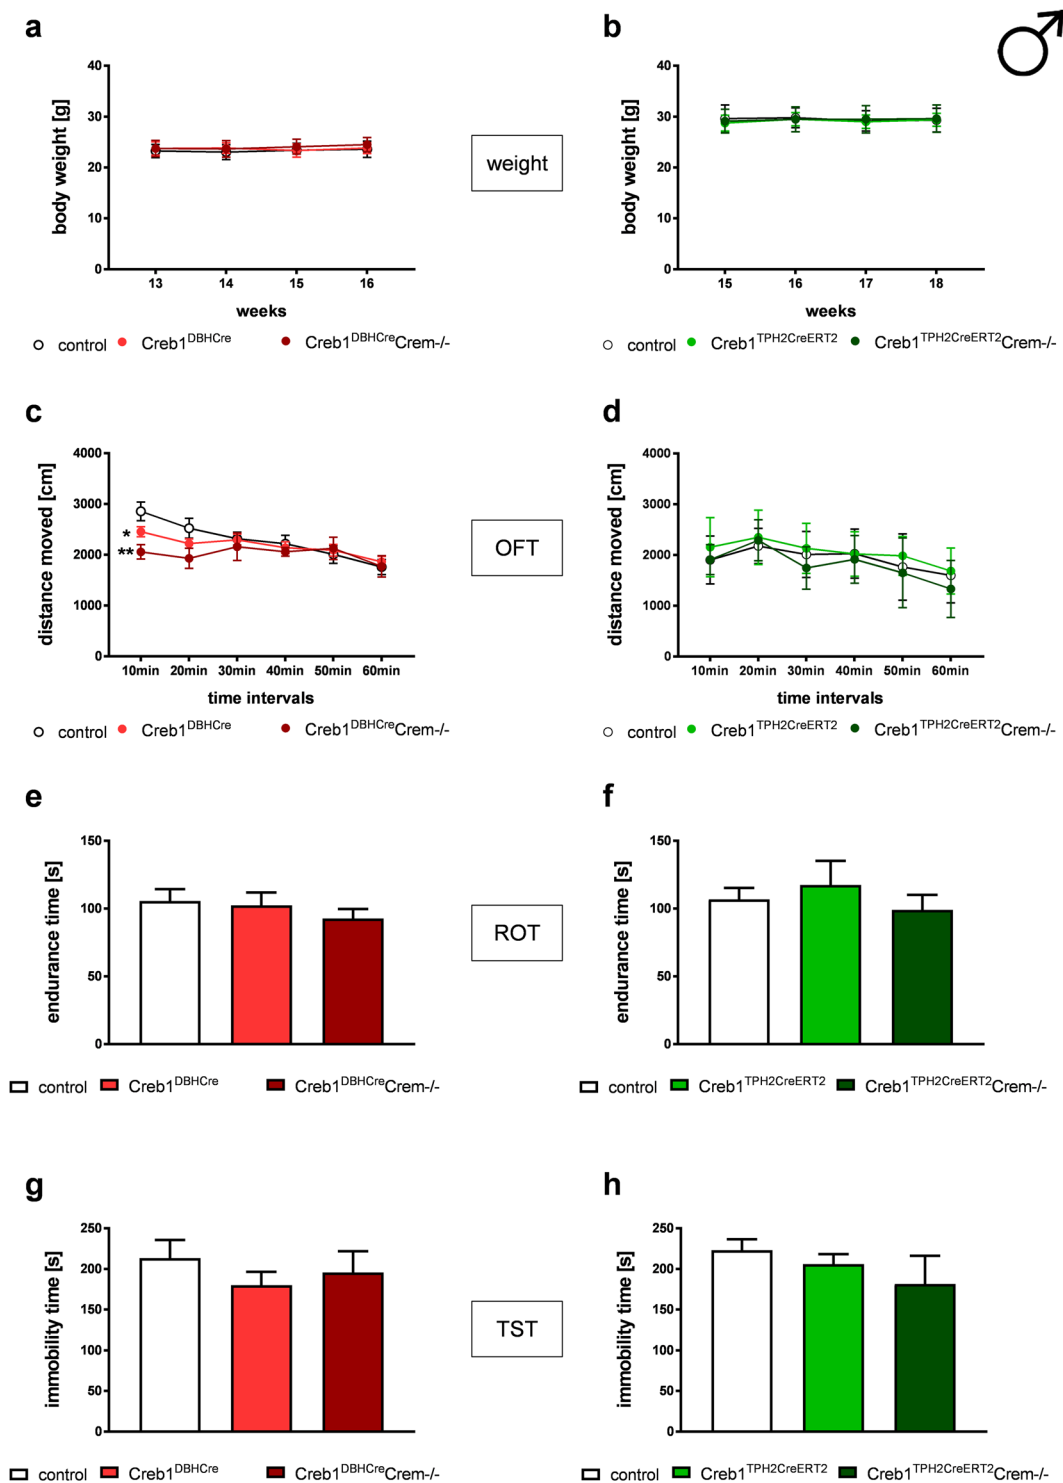 a
b
body weight [g]
40
30
20
10
0
13 14 15 16
weeks
weight
body weight [g]
40
30
20
10
0
15 16 17 18
weeks
control Creb1DBHCre Creb1DBHCreCrem-/-
control Creb1TPH2CreERT2 Creb1TPH2CreERT2Crem-/-
c
d
distance moved [cm]
4000
3000
2000
1000
0
*
**
10min 20min 30min 40min 50min 60min
time intervals
OFT
distance moved [cm]
4000
3000
2000
1000
0
10min 20min 30min 40min 50min 60min
time intervals
control Creb1DBHCre Creb1DBHCreCrem-/-
control Creb1TPH2CreERT2 Creb1TPH2CreERT2Crem-/-
e
f
endurance time [s]
150
100
50
0
ROT
endurance time [s]
150
100
50
0
control Creb1DBHCre Creb1DBHCreCrem-/-
control Creb1TPH2CreERT2 Creb1TPH2CreERT2Crem-/-
g
h
immobility time [s]
250
200
150
100
50
0
TST
immobility time [s]
250
200
150
100
50
0
control Creb1DBHCre Creb1DBHCreCrem-/-
control Creb1TPH2CreERT2 Creb1TPH2CreERT2Crem-/-